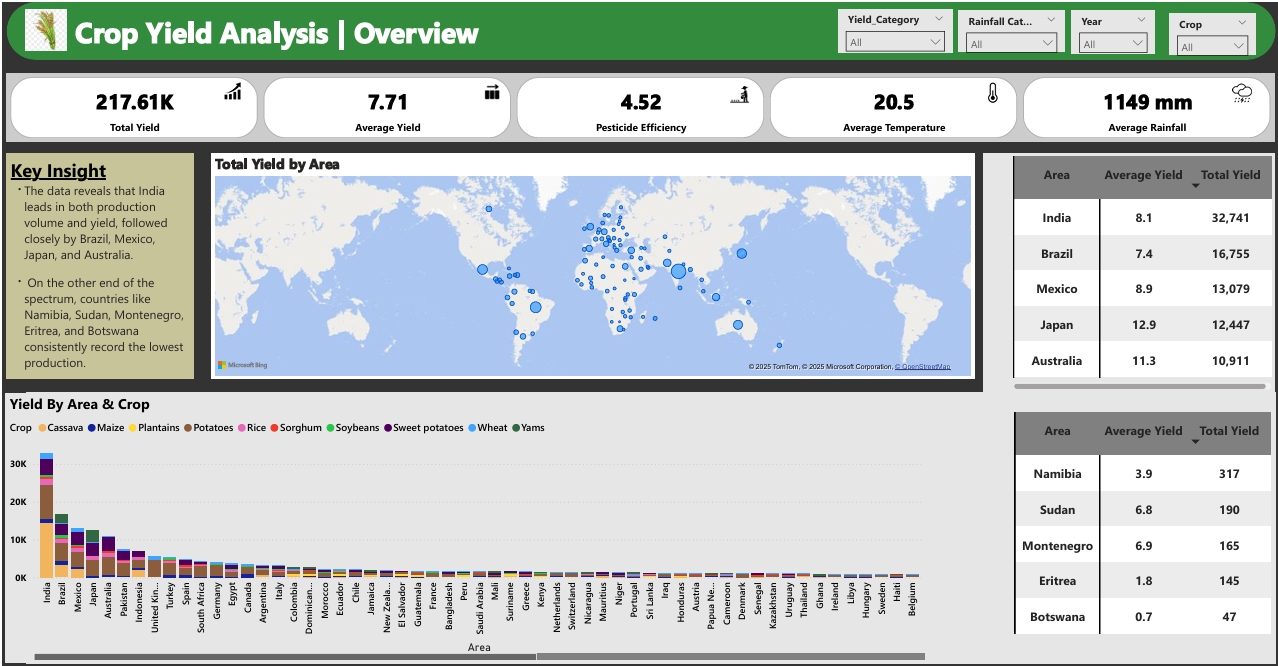 Crop Yield Analysis | Overview
Yield_Category
All
Rainfall Cat...
All
Year
All
Crop
All
217.61K
Total Yield
7.71
Average Yield
4.52
Pesticide Efficiency
20.5
Average Temperature
1149 mm
Average Rainfall
Key Insight
· The data reveals that India
leads in both production
volume and yield, followed
closely by Brazil, Mexico,
Japan, and Australia.
· On the other end of the
spectrum, countries like
Namibia, Sudan, Montenegro,
Eritrea, and Botswana
consistently record the lowest
production.
Total Yield by Area
Microsoft Bing
© 2025 TomTom, © 2025 Microsoft Corporation, © OpenStreetMap
Area Average Yield Total Yield
India 8.1 32,741
Brazil 7.4 16,755
Mexico 8.9 13,079
Japan 12.9 12,447
Australia 11.3 10,911
Yield By Area & Crop
Crop Cassava Maize Plantains Potatoes Rice Sorghum Soybeans Sweet potatoes Wheat Yams
30K
20K
10K
0K
India
Brazil
Mexico
Japan
Australia
Pakistan
Indonesia
United Kin...
Turkey
Spain
South Africa
Germany
Egypt
Canada
Argentina
Italy
Colombia
Dominican...
Morocco
Ecuador
Chile
Jamaica
New Zeala...
El Salvador
Guatemala
France
Bangladesh
Peru
Saudi Arabia
Mali
Suriname
Greece
Kenya
Netherlands
Switzerland
Nicaragua
Mauritius
Niger
Portugal
Sri Lanka
Iraq
Honduras
Austria
Papua Ne...
Cameroon
Denmark
Senegal
Kazakhstan
Uruguay
Thailand
Ghana
Ireland
Libya
Hungary
Sweden
Haiti
Belgium
Area
Area Average Yield Total Yield
Namibia 3.9 317
Sudan 6.8 190
Montenegro 6.9 165
Eritrea 1.8 145
Botswana 0.7 47